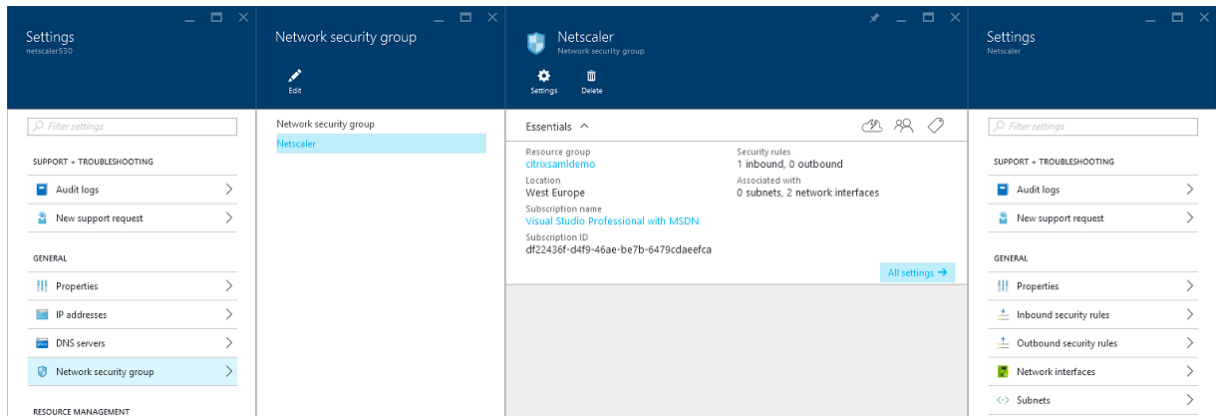 Settings
netscaler530
Filter settings
SUPPORT + TROUBLESHOOTING
Audit logs
New support request
GENERAL
Properties
IP addresses
DNS servers
Network security group
RESOURCE MANAGEMENT
Network security group
Edit
Network security group
Netscaler
Netscaler
Network security group
Settings
Delete
Essentials
Resource group
citrixsamldemo
Location
West Europe
Subscription name
Visual Studio Professional with MSDN
Subscription ID
df22436f-d4f9-46ae-be7b-6479cdaeefca
Security rules
1 inbound, 0 outbound
Associated with
0 subnets, 2 network interfaces
All settings
Settings
Netscaler
Filter settings
SUPPORT + TROUBLESHOOTING
Audit logs
New support request
GENERAL
Properties
Inbound security rules
Outbound security rules
Network interfaces
Subnets